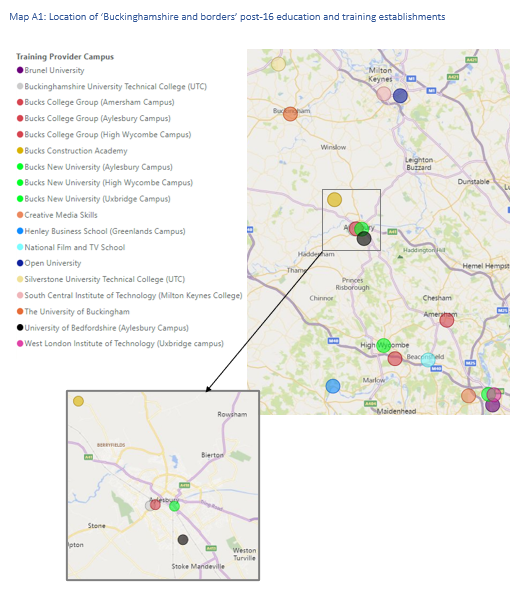 Map A1: Location of 'Buckinghamshire and borders' post-16 education and training establishments
Training Provider Campus
Brunel University
Buckinghamshire University Technical College (UTC)
Bucks College Group (Amersham Campus)
Bucks College Group (Aylesbury Campus)
Bucks College Group (High Wycombe Campus)
Bucks Construction Academy
Bucks New University (Aylesbury Campus)
Bucks New University (High Wycombe Campus)
Bucks New University (Uxbridge Campus)
Creative Media Skills
Henley Business School (Greenlands Campus)
National Film and TV School
Open University
Silverstone University Technical College (UTC)
South Central Institute of Technology (Milton Keynes College)
The University of Buckingham
University of Bedfordshire (Aylesbury Campus)
West London Institute of Technology (Uxbridge campus)
Milton
Keynes
Winslow
Leighton
Buzzard
Dunstable
Haddenham
Haddington Hill
Thame
Hemel Hempst
Princes
Risborough
Chinnor
Chesham
Amersham
High Wycombe
Beaconsfield
Marlow
Maidenhead
Rowsham
BERRYFIELDS
Bierton
Aylesbury
Stone
pton
Weston
Turville
Stoke Mandeville